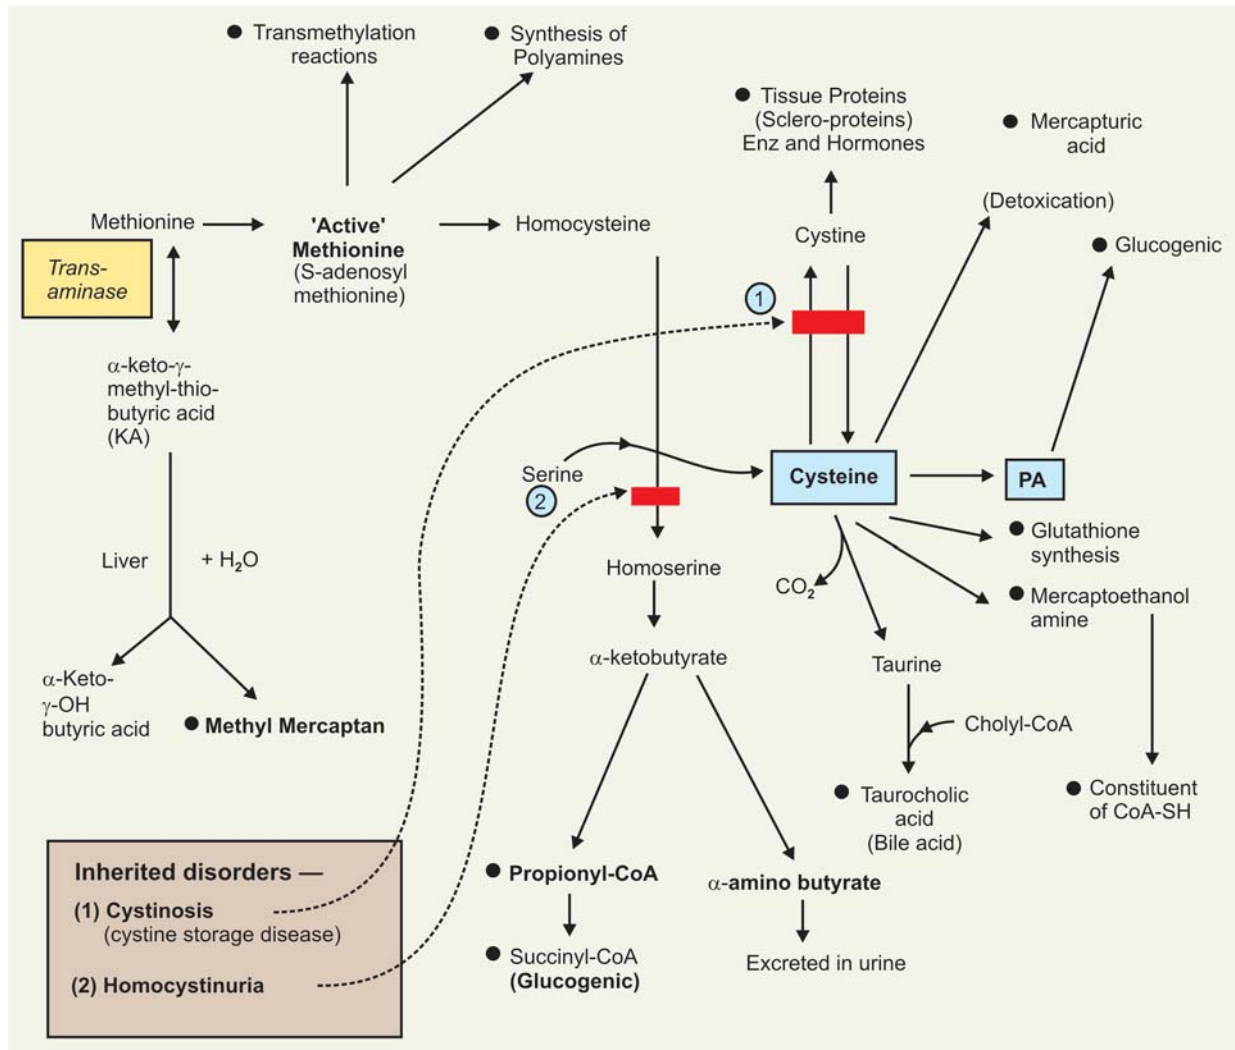 ● Transmethylation
reactions
● Synthesis of
Polyamines
● Tissue Proteins
(Sclero-proteins)
Enz and Hormones
● Mercapturic
acid
(Detoxication)
● Glucogenic
Methionine
'Active'
Methionine
(S-adenosyl
methionine)
Homocysteine
Cystine
Trans-
aminase
1
α-keto-γ-
methyl-thio-
butyric acid
(KA)
Serine
2
Cysteine
PA
● Glutathione
synthesis
Liver
+ H₂O
Homoserine
CO₂
● Mercaptoethanol
amine
α-ketobutyrate
Taurine
α-Keto-
γ-OH
butyric acid
● Methyl Mercaptan
Cholyl-CoA
● Taurocholic
acid
(Bile acid)
● Constituent
of CoA-SH
Inherited disorders —
(1) Cystinosis
(cystine storage disease)
(2) Homocystinuria
● Propionyl-CoA
α-amino butyrate
● Succinyl-CoA
(Glucogenic)
Excreted in urine